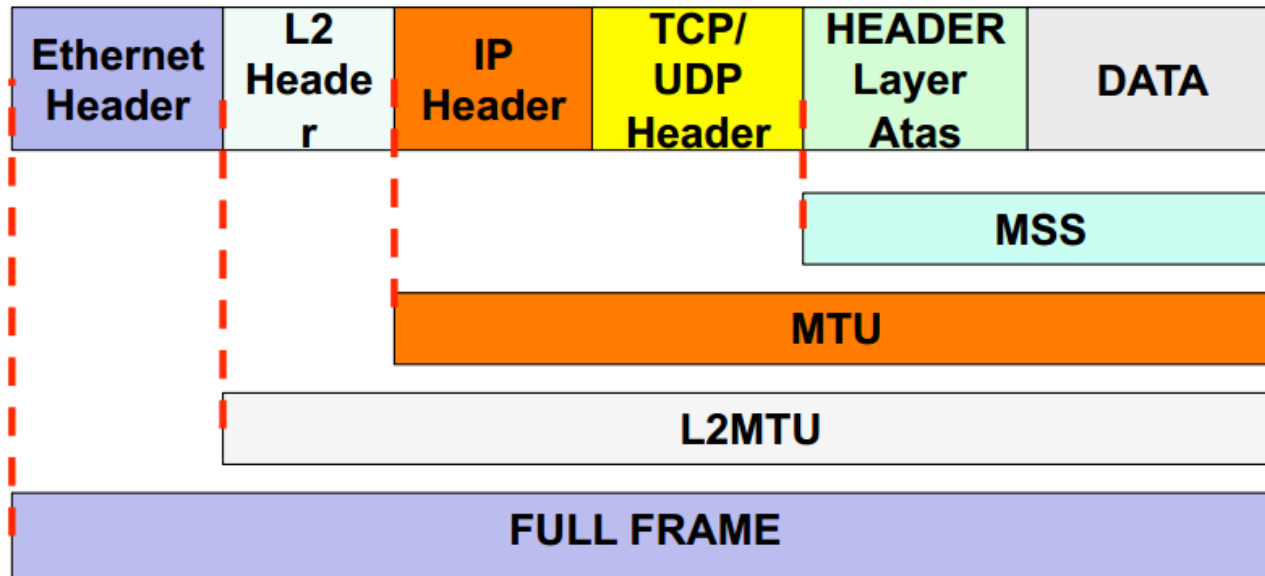 Ethernet
Header
L2
Heade
r
IP
Header
TCP/
UDP
Header
HEADER
Layer
Atas
DATA
MSS
MTU
L2MTU
FULL FRAME